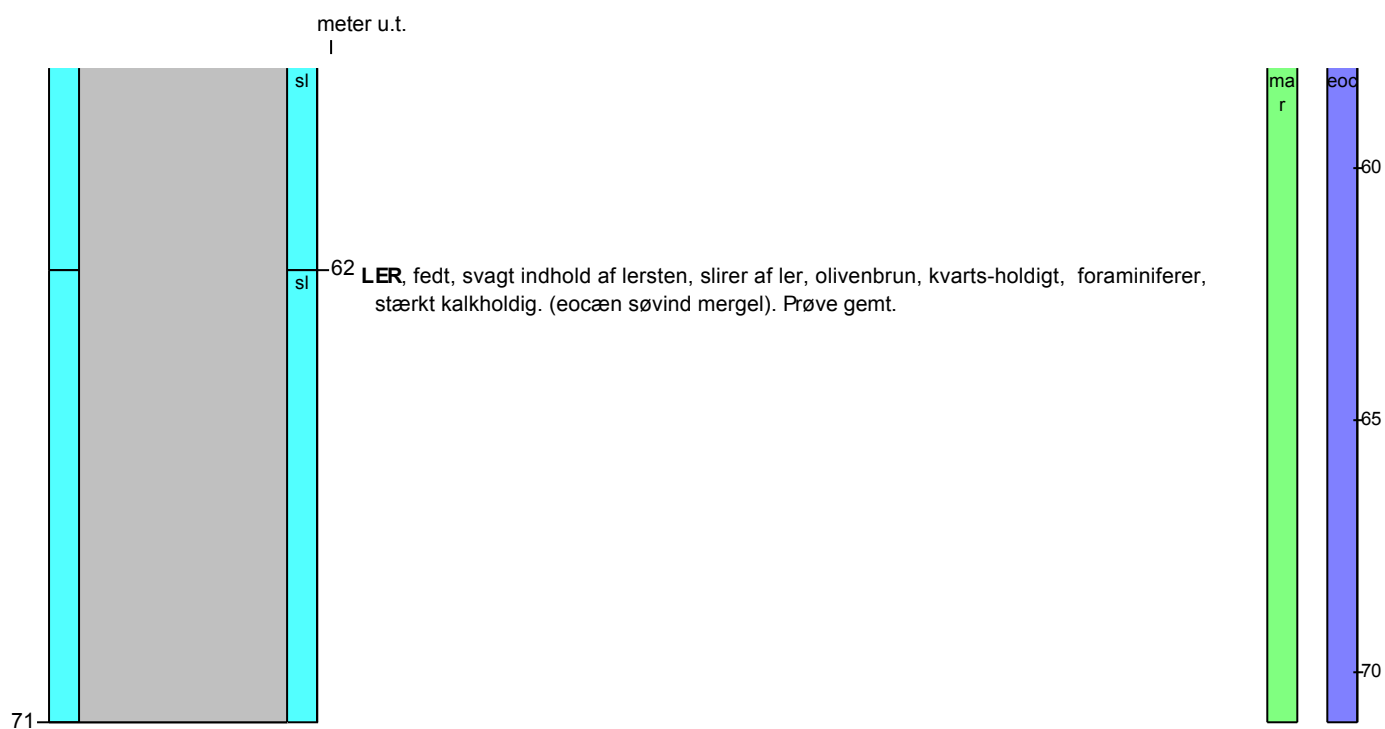 meter u.t.
sl
ma
r
eoc
60
62 LER, fedt, svagt indhold af lersten, slirer af ler, olivenbrun, kvarts-holdigt, foraminiferer,
sl
stærkt kalkholdig. (eocæn søvind mergel). Prøve gemt.
65
70
71